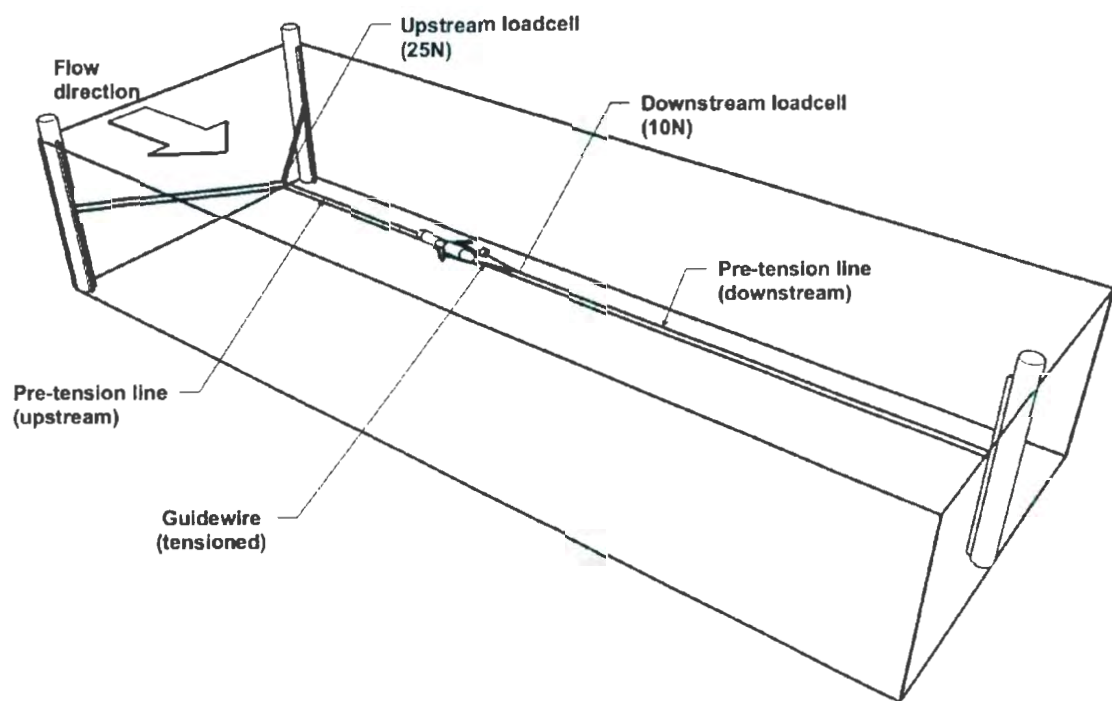 Upstream loadcell
(25N)
Flow
direction
Downstream loadcell
(10N)
Pre-tension line
(downstream)
Pre-tension line
(upstream)
Guidewire
(tensioned)